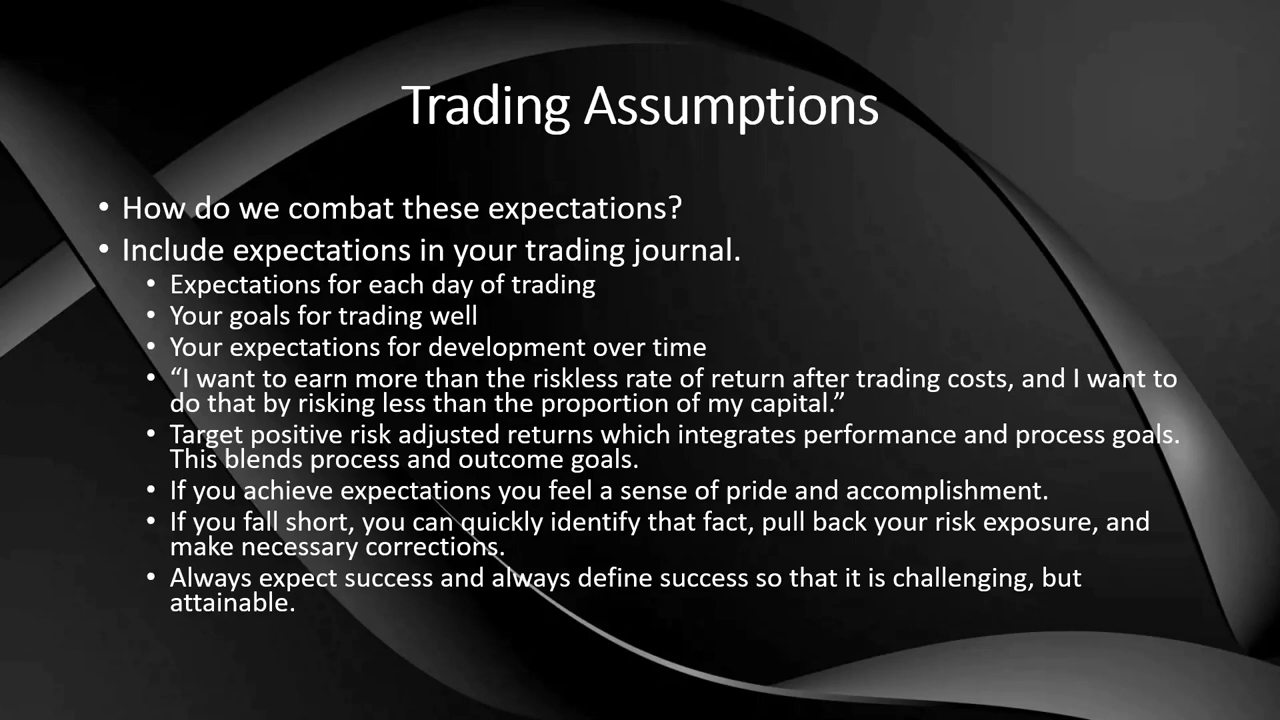 Trading Assumptions
• How do we combat these expectations?
• Include expectations in your trading journal.
• Expectations for each day of trading
• Your goals for trading well
• Your expectations for development over time
• “I want to earn more than the riskless rate of return after trading costs, and I want to
do that by risking less than the proportion of my capital.”
• Target positive risk adjusted returns which integrates performance and process goals.
This blends process and outcome goals.
• If you achieve expectations you feel a sense of pride and accomplishment.
• If you fall short, you can quickly identify that fact, pull back your risk exposure, and
make necessary corrections.
• Always expect success and always define success so that it is challenging, but
attainable.